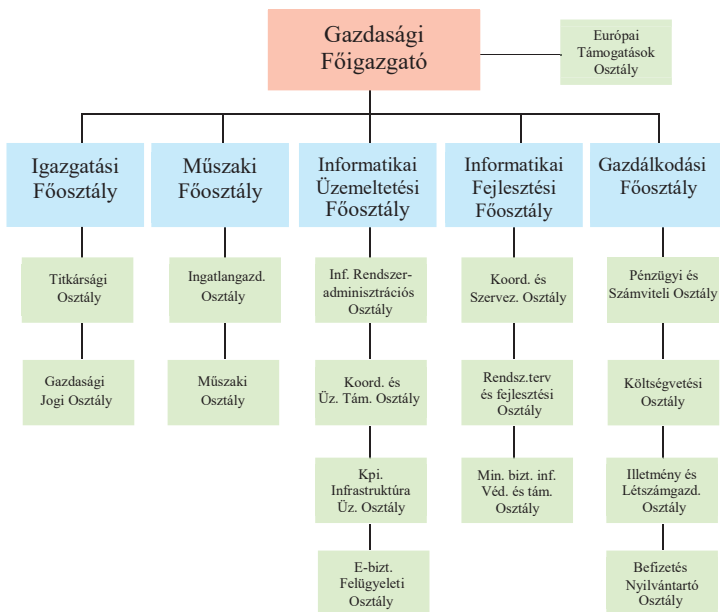 Gazdasági
Főigazgató
Európai
Támogatások
Osztály
Igazgatási
Főosztály
Műszaki
Főosztály
Informatikai
Üzemeltetési
Főosztály
Informatikai
Fejlesztési
Főosztály
Gazdálkodási
Főosztály
Titkársági
Osztály
Ingatlangazd.
Osztály
Inf. Rendszer-
adminisztrációs
Osztály
Koord. és
Szervez. Osztály
Pénzügyi és
Számviteli Osztály
Gazdasági
Jogi Osztály
Műszaki
Osztály
Koord. és
Üz. Tám. Osztály
Rendsz.terv
és fejlesztési
Osztály
Költségvetési
Osztály
Kpi.
Infrastruktúra
Üz. Osztály
Min. bizt. inf.
Véd. és tám.
Osztály
Illetmény és
Létszámgazd.
Osztály
E-bizt.
Felügyeleti
Osztály
Befizetés
Nyilvántartó
Osztály